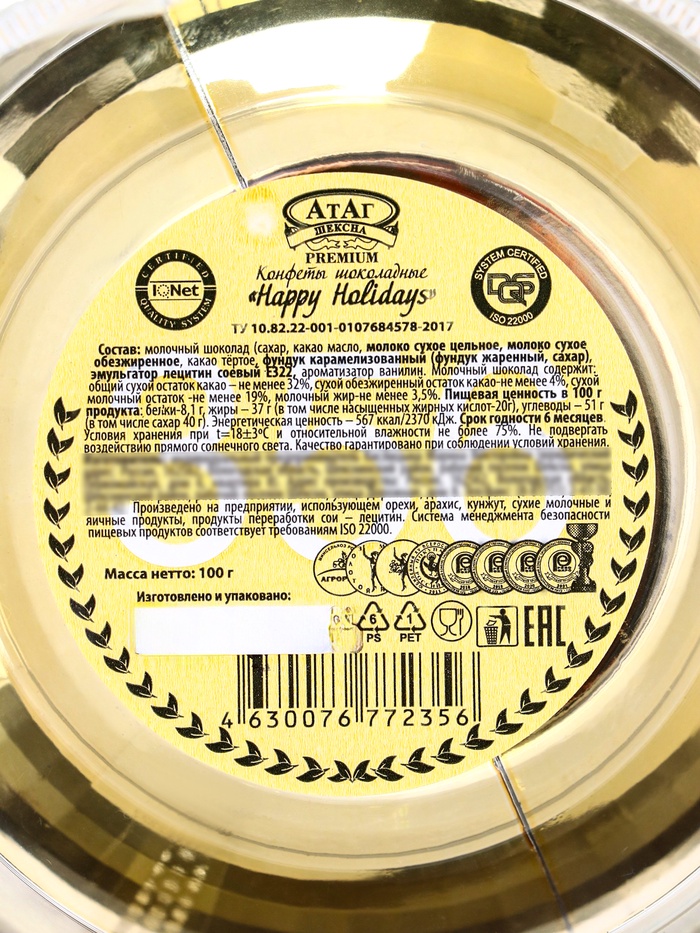 АтАг
ШЕКСНА
PREMIUM
Конфеты шоколадные
«Happy Holidays»
CERTIFIED
IQNet
QUALITY SYSTEM
SYSTEM CERTIFIED
DQS
ISO 22000
ТУ 10.82.22-001-0107684578-2017
Состав: молочный шоколад (сахар, какао масло, молоко сухое цельное, молоко сухое
обезжиренное, какао тёртое, фундук карамелизованный (фундук жаренный, сахар),
эмульгатор лецитин соевый Е322, ароматизатор ванилин. Молочный шоколад содержит:
общий сухой остаток какао – не менее 32%, сухой обезжиренный остаток какао-не менее 4%, сухой
молочный остаток -не менее 19%, молочный жир-не менее 3,5%. Пищевая ценность в 100 г
продукта: белки-8,1 г, жиры – 37 г (в том числе насыщенных жирных кислот-20г), углеводы – 51 г
(в том числе сахар 40 г). Энергетическая ценность – 567 ккал/2370 кДж. Срок годности 6 месяцев.
Условия хранения при t=18±3ºС и относительной влажности не более 75%. Не подвергать
воздействию прямого солнечного света. Качество гарантировано при соблюдении условий хранения.
Произведено на предприятии, использующем орехи, арахис, кунжут, сухие молочные и
яичные продукты, продукты переработки сои – лецитин. Система менеджмента безопасности
пищевых продуктов соответствует требованиям ISO 22000.
Масса нетто: 100 г
Изготовлено и упаковано:
6
PS
1
PET
EAC
4 630076 772356